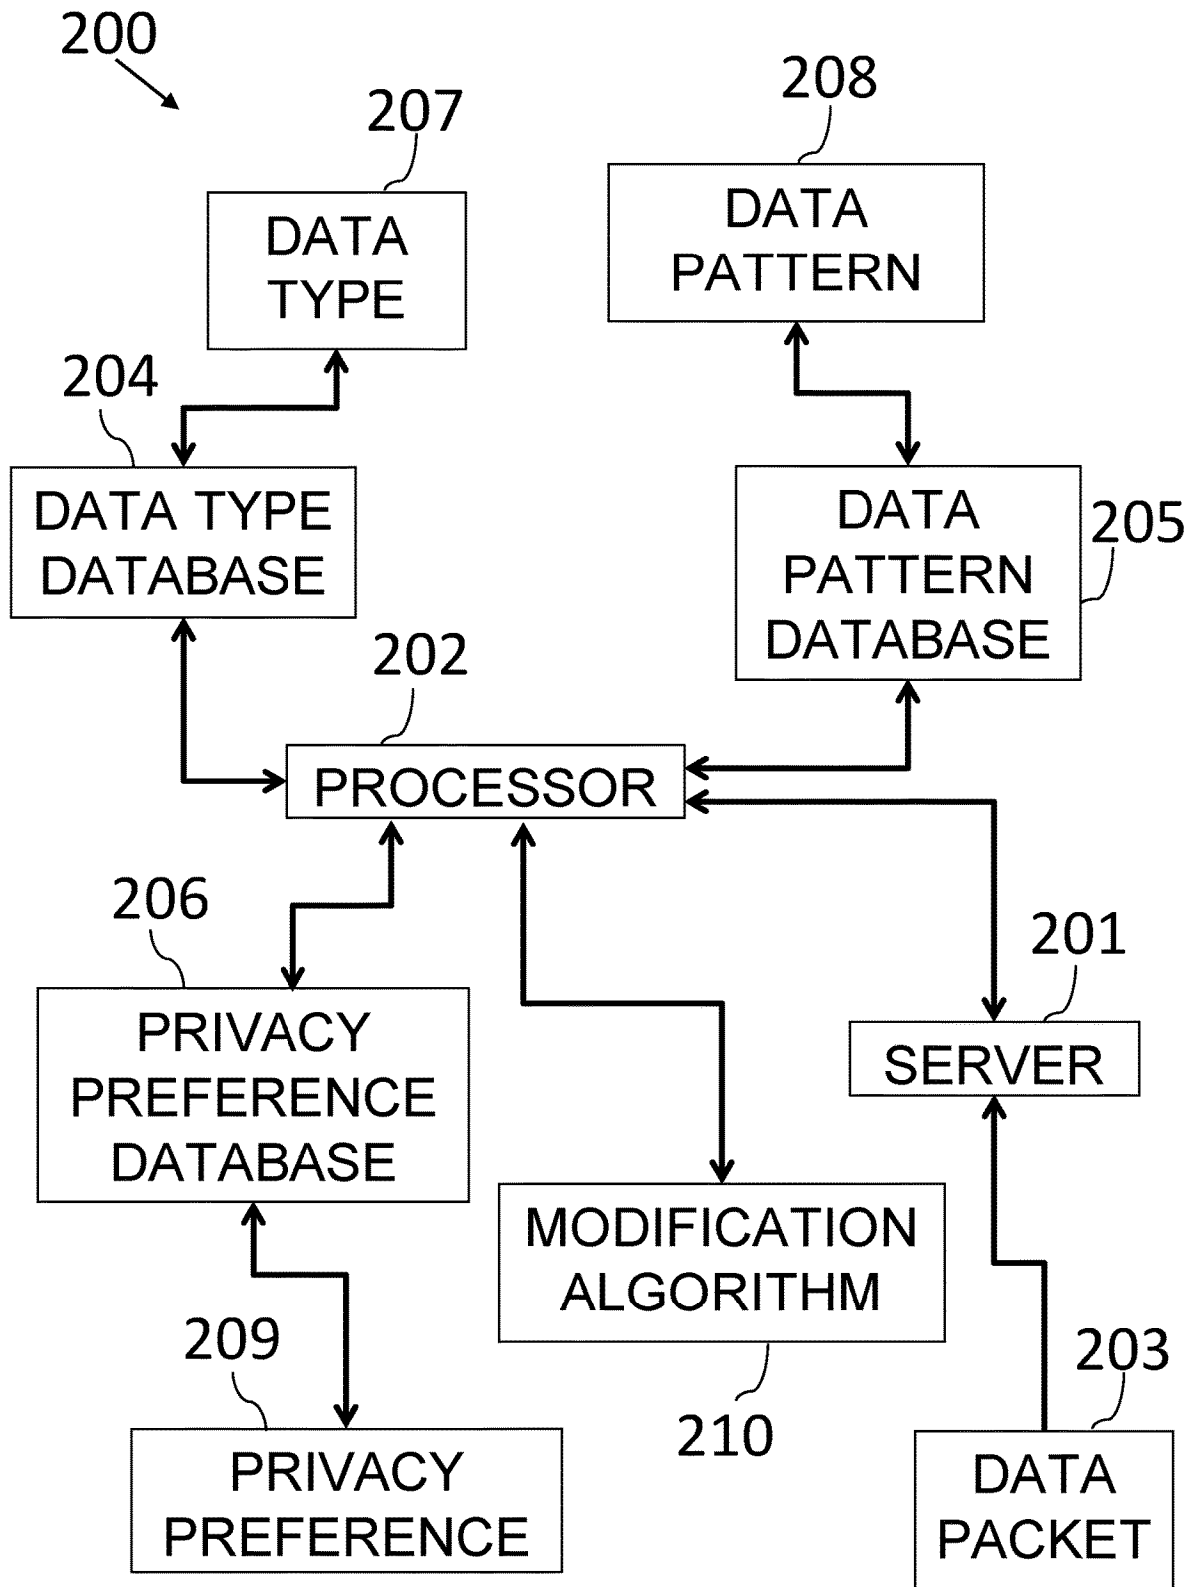 200
207
DATA
TYPE
208
DATA
PATTERN
204
DATA TYPE
DATABASE
DATA
PATTERN
DATABASE
205
202
PROCESSOR
206
PRIVACY
PREFERENCE
DATABASE
201
SERVER
MODIFICATION
ALGORITHM
210
209
PRIVACY
PREFERENCE
203
DATA
PACKET